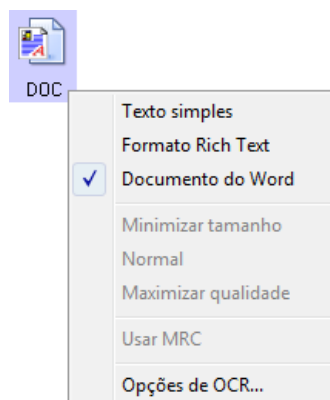 DOC
Texto simples
Formato Rich Text
Documento do Word
Minimizar tamanho
Normal
Maximizar qualidade
Usar MRC
Opções de OCR...